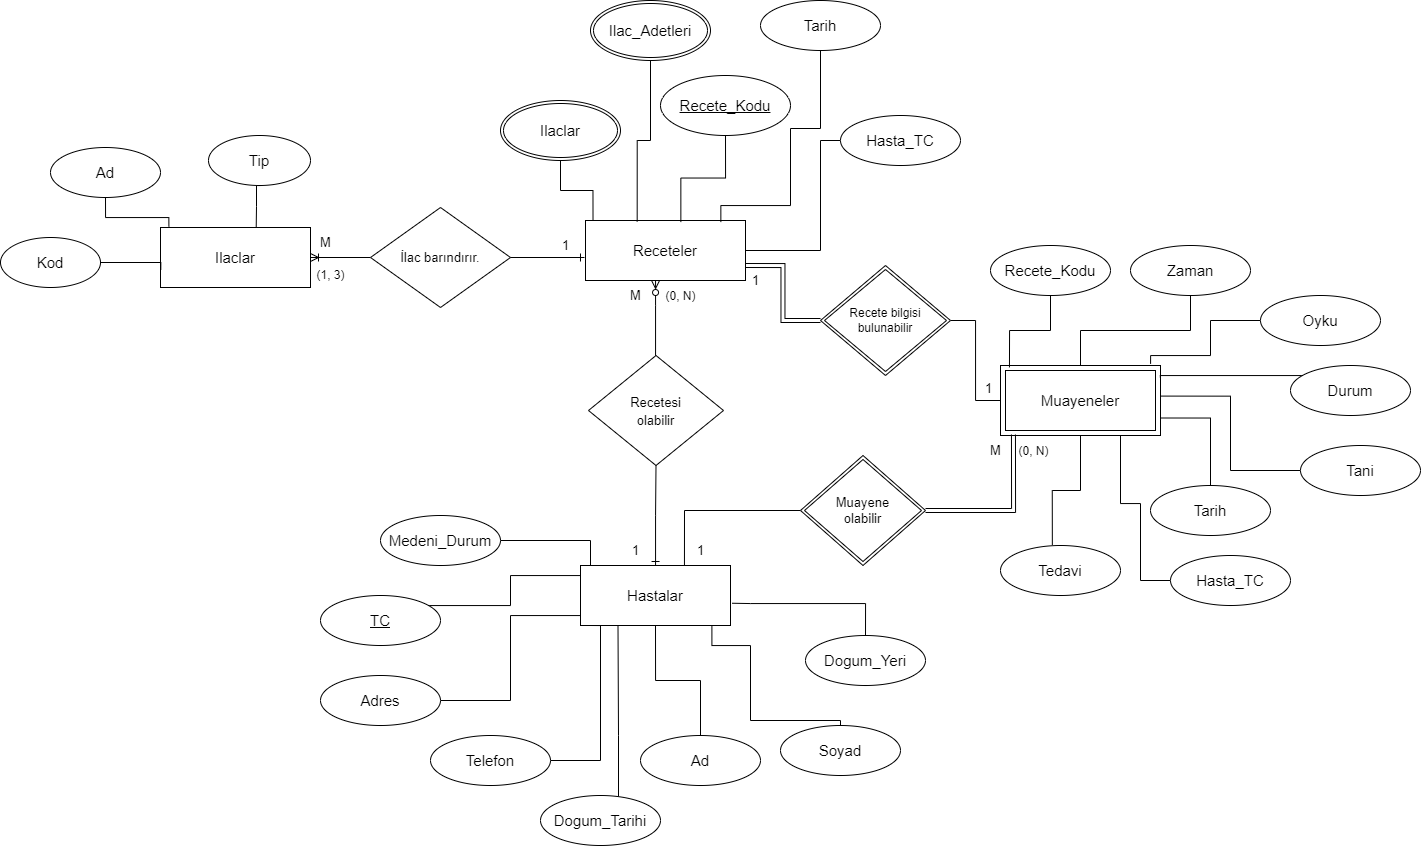 Ilac_Adetleri
Tarih
Recete_Kodu
Ilaclar
Hasta_TC
Tip
Ad
Kod
Ilaclar
M
(1, 3)
İlac barındırır.
1
Receteler
1
M
(0, N)
Recete bilgisi
bulunabilir
Recete_Kodu
Zaman
Oyku
Durum
1
Muayeneler
M
(0, N)
Tani
Tarih
Hasta_TC
Tedavi
Recetesi
olabilir
Muayene
olabilir
1
1
Medeni_Durum
Hastalar
TC
Adres
Telefon
Dogum_Tarihi
Ad
Soyad
Dogum_Yeri